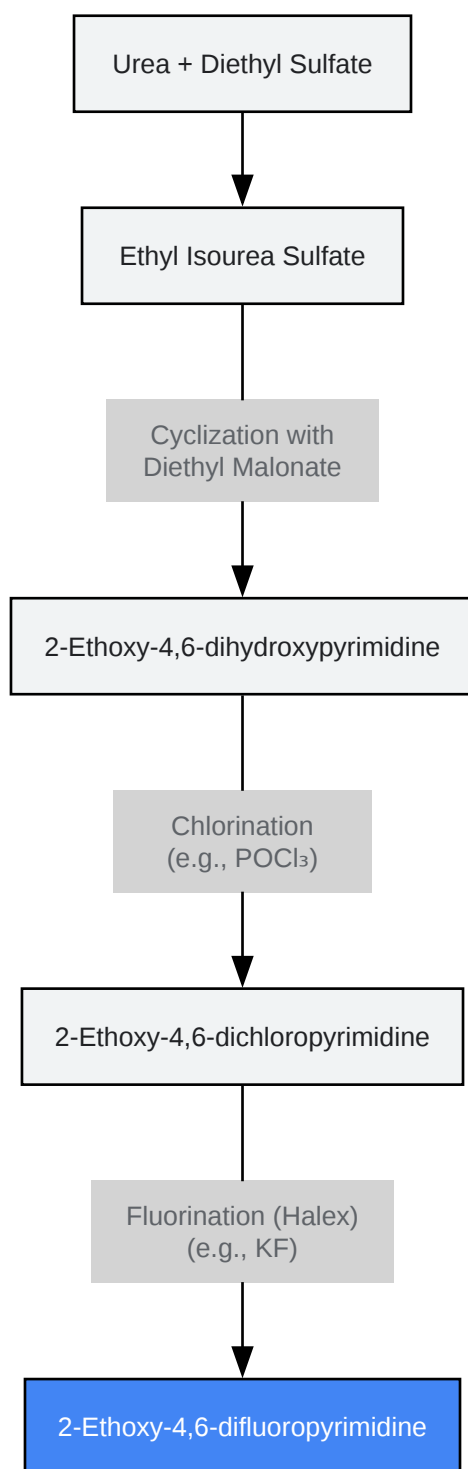 Urea + Diethyl Sulfate
Ethyl Isourea Sulfate
Cyclization with
Diethyl Malonate
2-Ethoxy-4,6-dihydroxypyrimidine
Chlorination
(e.g., POCl₃)
2-Ethoxy-4,6-dichloropyrimidine
Fluorination (Halex)
(e.g., KF)
2-Ethoxy-4,6-difluoropyrimidine